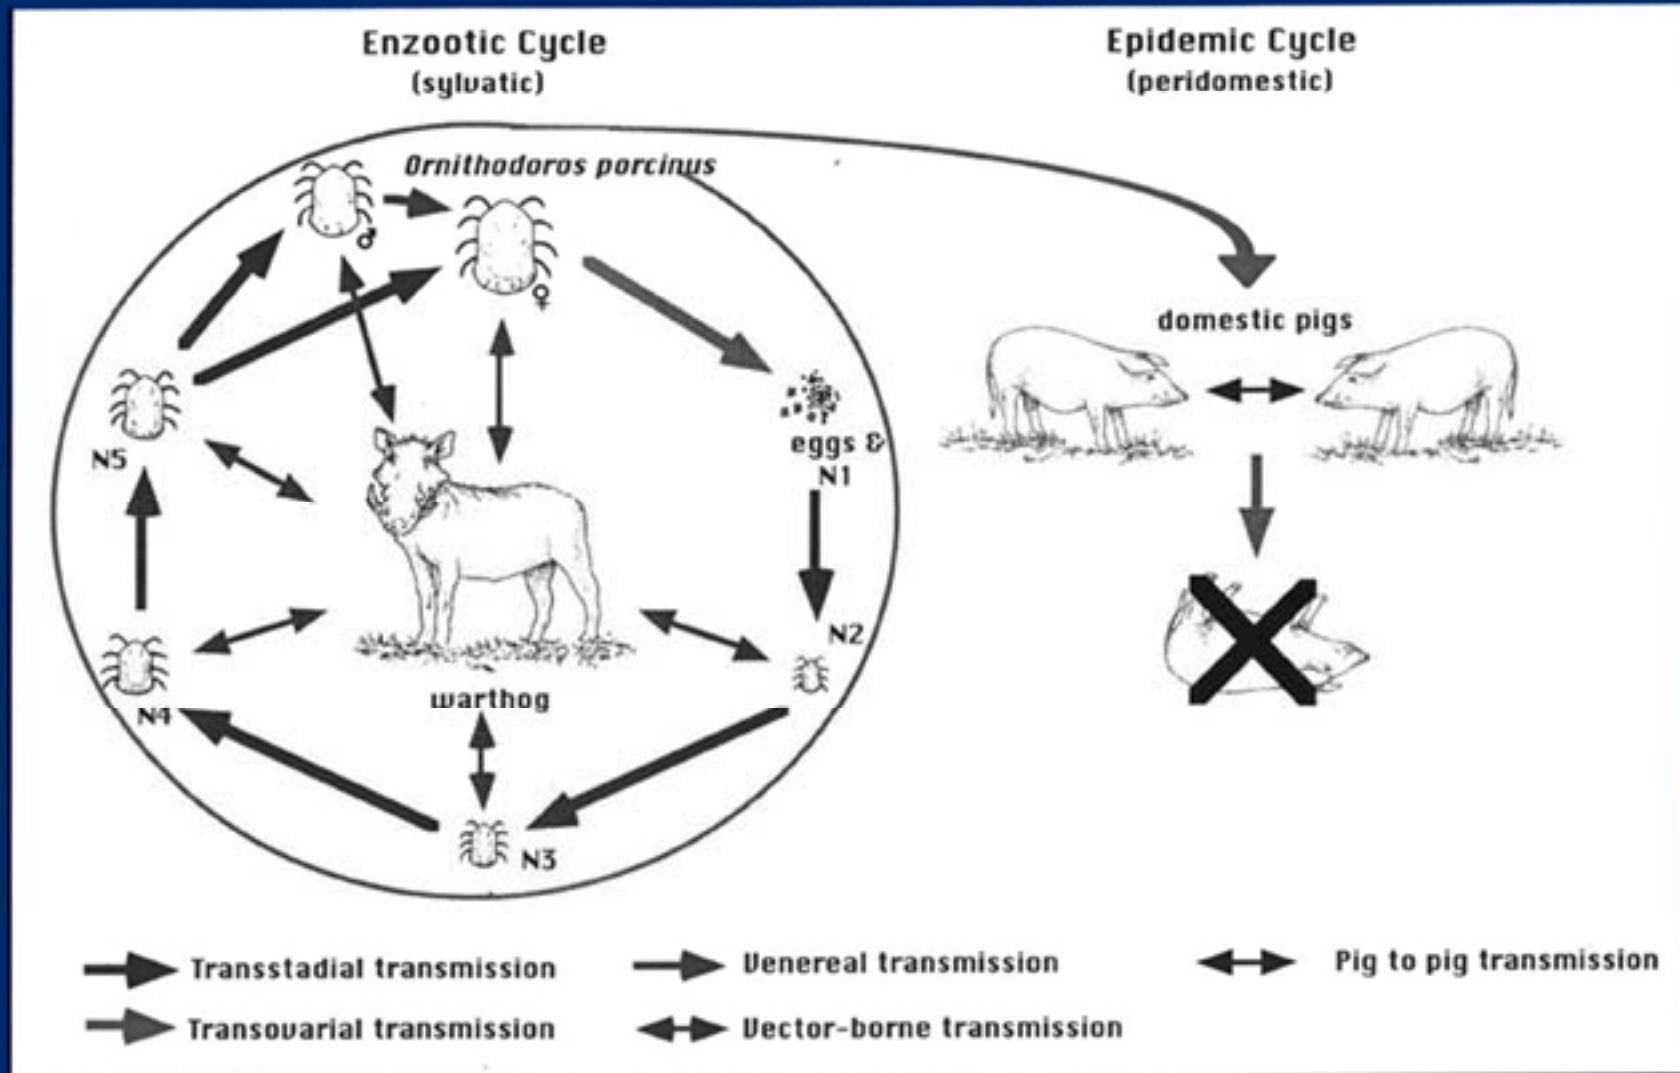 Enzootic Cycle
(sylvatic)
Epidemic Cycle
(peridomestic)
Ornithodoros porcinus
♂
♀
domestic pigs
eggs &
N1
N5
N2
warthog
N4
N3
Transstadial transmission
Venereal transmission
Pig to pig transmission
Transovarial transmission
Vector-borne transmission